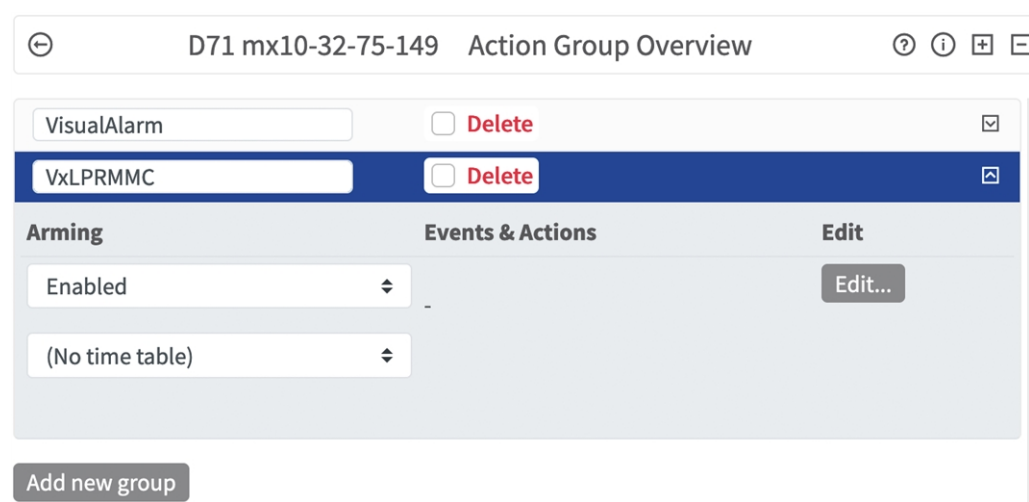 D71 mx10-32-75-149 Action Group Overview
VisualAlarm Delete
VxLPRMMC Delete
Arming Events & Actions Edit
Enabled - Edit...
(No time table)
Add new group